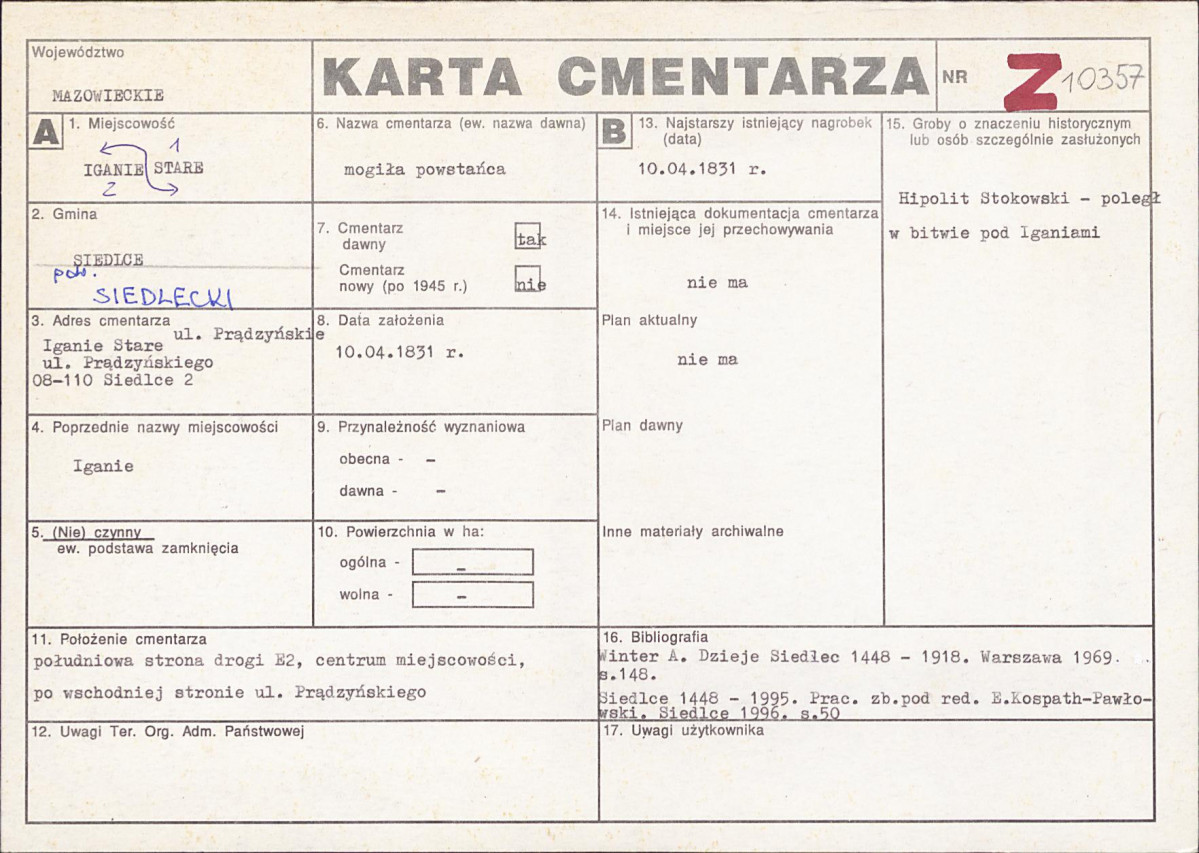 Województwo
MAZOWIECKIE
KARTA CMENTARZA
NR
Z 10357
A
1. Miejscowość
1
IGANIE STARE
2
2. Gmina
SIEDLCE
pow.
SIEDLECKI
3. Adres cmentarza
ul. Prądzyńskie
Iganie Stare
ul. Prądzyńskiego
08-110 Siedlce 2
4. Poprzednie nazwy miejscowości
Iganie
5. (Nie) czynny
ew. podstawa zamknięcia
6. Nazwa cmentarza (ew. nazwa dawna)
mogiła powstańca
7. Cmentarz
dawny
tak
Cmentarz
nowy (po 1945 r.)
nie
8. Data założenia
10.04.1831 r.
9. Przynależność wyznaniowa
obecna - –
dawna - –
10. Powierzchnia w ha:
ogólna - –
wolna - –
11. Położenie cmentarza
południowa strona drogi E2, centrum miejscowości,
po wschodniej stronie ul. Prądzyńskiego
12. Uwagi Ter. Org. Adm. Państwowej
B
13. Najstarszy istniejący nagrobek
(data)
10.04.1831 r.
14. Istniejąca dokumentacja cmentarza
i miejsce jej przechowywania
nie ma
Plan aktualny
nie ma
Plan dawny
Inne materiały archiwalne
15. Groby o znaczeniu historycznym
lub osób szczególnie zasłużonych
Hipolit Stokowski - poległ
w bitwie pod Iganiami
16. Bibliografia
Winter A. Dzieje Siedlec 1448 - 1918. Warszawa 1969.
s.148.
Siedlce 1448 - 1995. Prac. zb.pod red. E.Kospath-Pawło-
wski. Siedlce 1996. s.50
17. Uwagi użytkownika